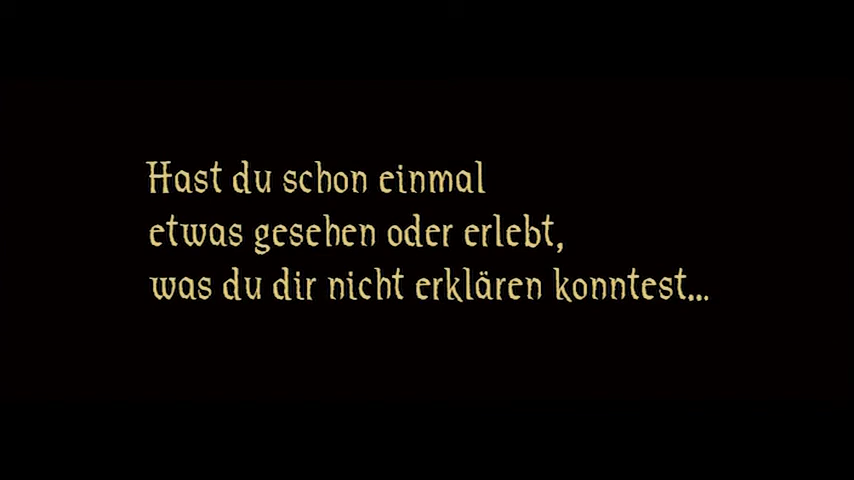 Hast du schon einmal
etwas gesehen oder erlebt,
was du dir nicht erklären konntest...